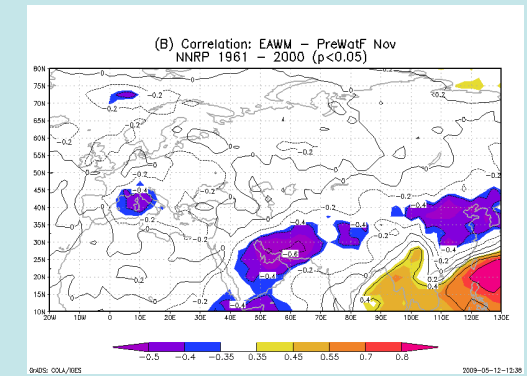 (B) Correlation: EAWM - PreWatF Nov
NNRP 1961 - 2000 (p<0.05)
80N
75N
70N
65N
60N
55N
50N
45N
40N
35N
30N
25N
20N
15N
10N
20W 10W 0 10E 20E 30E 40E 50E 60E 70E 80E 90E 100E 110E 120E 130E
-0.5 -0.4 -0.35 0.35 0.45 0.55 0.7 0.8
GrADS: COLA/IGES
2009-05-12-12:38